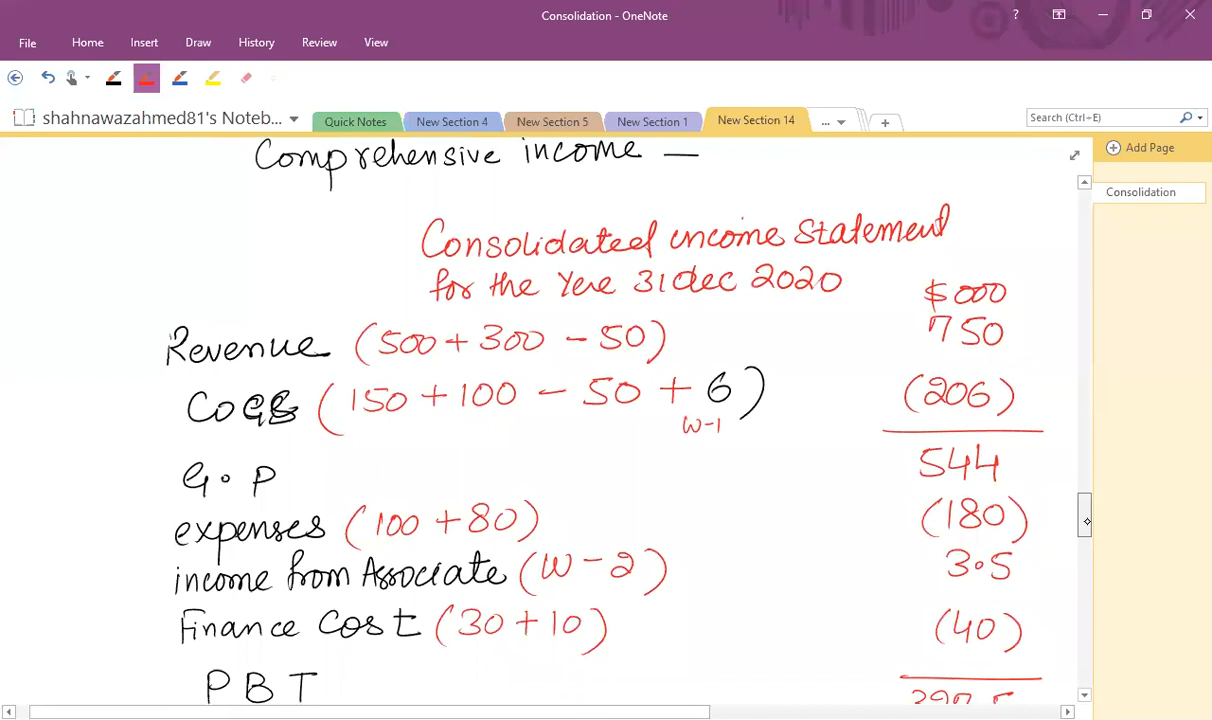 Consolidation - OneNote
?
File Home Insert Draw History Review View
shahnawazahmed81's Noteb... Quick Notes New Section 4 New Section 5 New Section 1 New Section 14 ... Search (Ctrl+E)
Add Page
Consolidation
Comprehensive income —
Consolidated income Statement
for the Yere 31 Dec 2020
$000
Revenue (500 + 300 - 50) 750
COGS (150 + 100 - 50 + 6) (206)
W-1
G.P 544
expenses (100 + 80) (180)
income from Associate (W-2) 3.5
Finance Cost (30 + 10) (40)
PBT